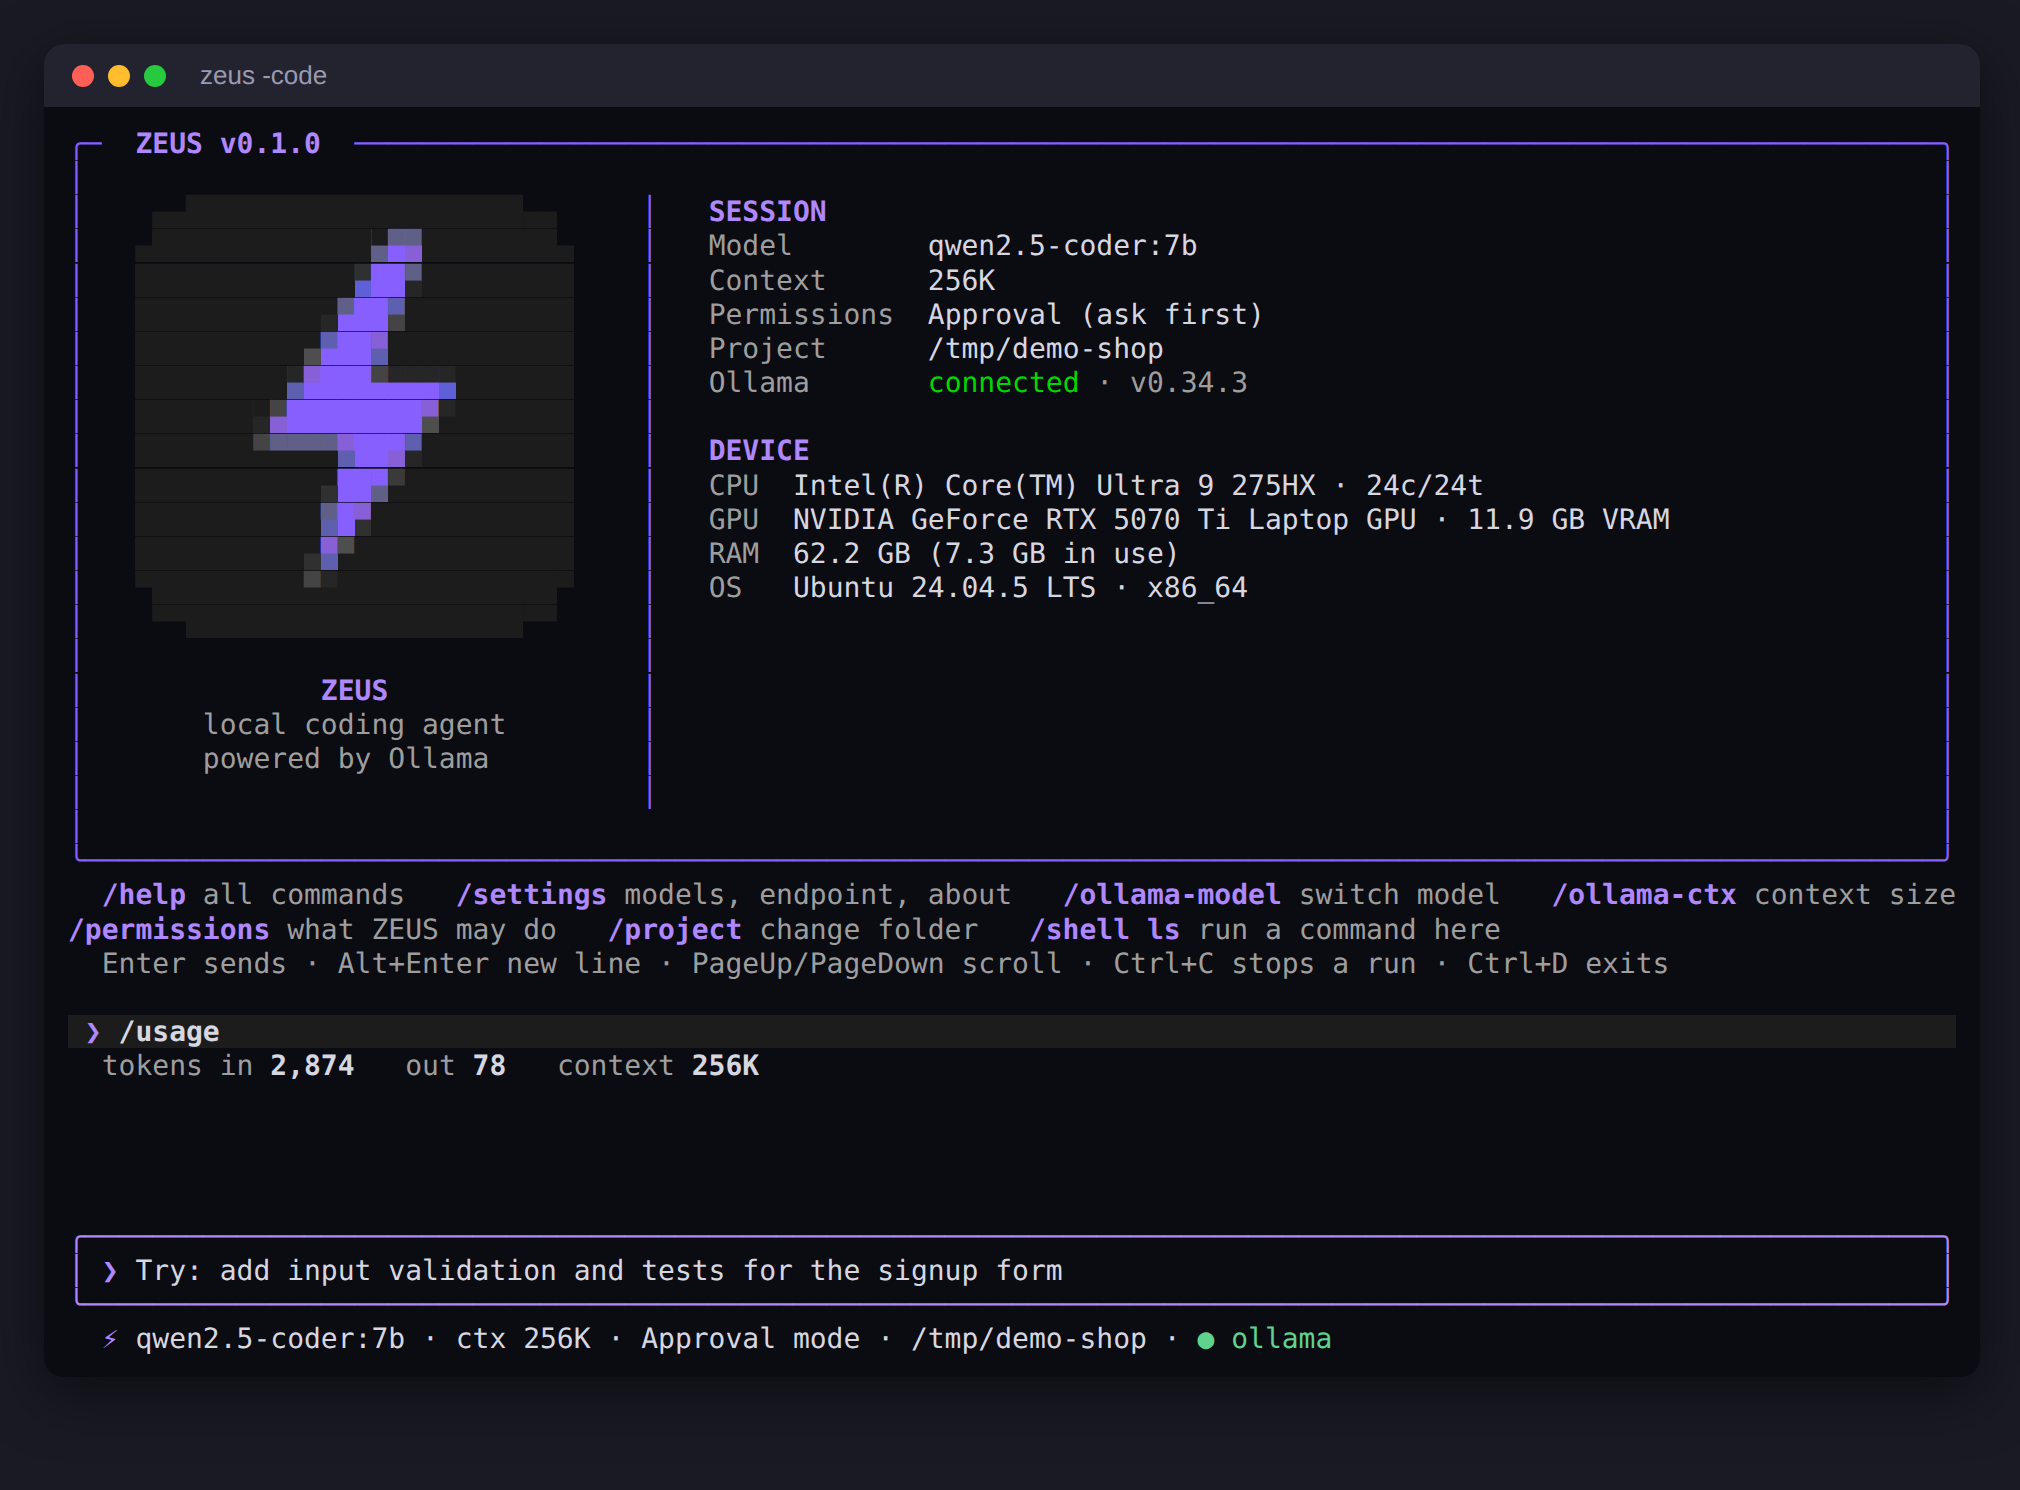 zeus -code
ZEUS v0.1.0
SESSION
Model qwen2.5-coder:7b
Context 256K
Permissions Approval (ask first)
Project /tmp/demo-shop
Ollama connected · v0.34.3
DEVICE
CPU Intel(R) Core(TM) Ultra 9 275HX · 24c/24t
GPU NVIDIA GeForce RTX 5070 Ti Laptop GPU · 11.9 GB VRAM
RAM 62.2 GB (7.3 GB in use)
OS Ubuntu 24.04.5 LTS · x86_64
ZEUS
local coding agent
powered by Ollama
/help all commands /settings models, endpoint, about /ollama-model switch model /ollama-ctx context size
/permissions what ZEUS may do /project change folder /shell ls run a command here
Enter sends · Alt+Enter new line · PageUp/PageDown scroll · Ctrl+C stops a run · Ctrl+D exits
❯ /usage
tokens in 2,874 out 78 context 256K
❯ Try: add input validation and tests for the signup form
⚡ qwen2.5-coder:7b · ctx 256K · Approval mode · /tmp/demo-shop · ● ollama